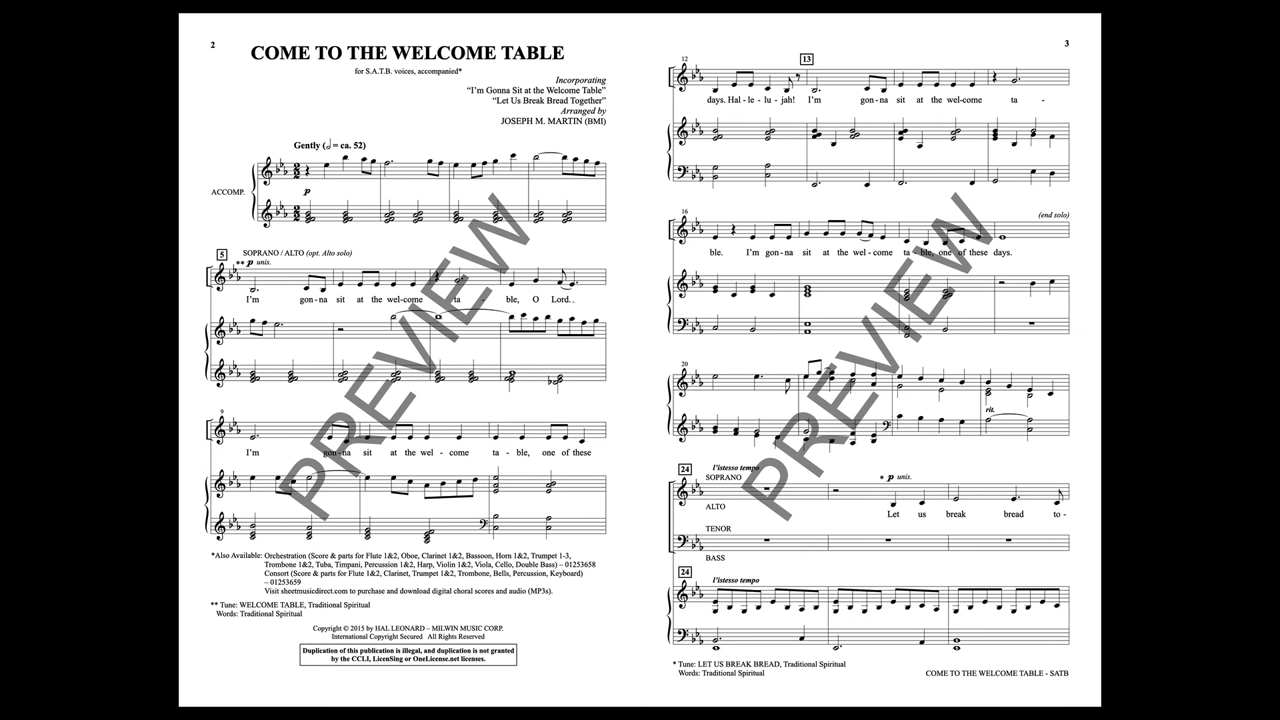 2
COME TO THE WELCOME TABLE
for S.A.T.B. voices, accompanied*
Incorporating
“I’m Gonna Sit at the Welcome Table”
“Let Us Break Bread Together”
Arranged by
JOSEPH M. MARTIN (BMI)
Gently (𝅗𝅥 = ca. 52)
ACCOMP.
p
5
SOPRANO / ALTO (opt. Alto solo)
** p unis.
I’m gon - na sit at the wel-come ta - ble, O Lord.
9
I’m gon - na sit at the wel - come ta - ble, one of these
*Also Available: Orchestration (Score & parts for Flute 1&2, Oboe, Clarinet 1&2, Bassoon, Horn 1&2, Trumpet 1-3,
Trombone 1&2, Tuba, Timpani, Percussion 1&2, Harp, Violin 1&2, Viola, Cello, Double Bass) – 01253658
Consort (Score & parts for Flute 1&2, Clarinet, Trumpet 1&2, Trombone, Bells, Percussion, Keyboard)
– 01253659
Visit sheetmusicdirect.com to purchase and download digital choral scores and audio (MP3s).
** Tune: WELCOME TABLE, Traditional Spiritual
Words: Traditional Spiritual
Copyright © 2015 by HAL LEONARD – MILWIN MUSIC CORP.
International Copyright Secured All Rights Reserved
Duplication of this publication is illegal, and duplication is not granted
by the CCLI, LicenSing or OneLicense.net licenses.
PREVIEW
3
12
13
days. Hal - le - lu - jah! I’m gon - na sit at the wel-come ta -
16
(end solo)
ble. I’m gon - na sit at the wel - come ta - ble, one of these days.
20
rit.
24
l’istesso tempo
SOPRANO
* p unis.
ALTO
Let us break bread to -
TENOR
BASS
24
l’istesso tempo
* Tune: LET US BREAK BREAD, Traditional Spiritual
Words: Traditional Spiritual
COME TO THE WELCOME TABLE - SATB
PREVIEW